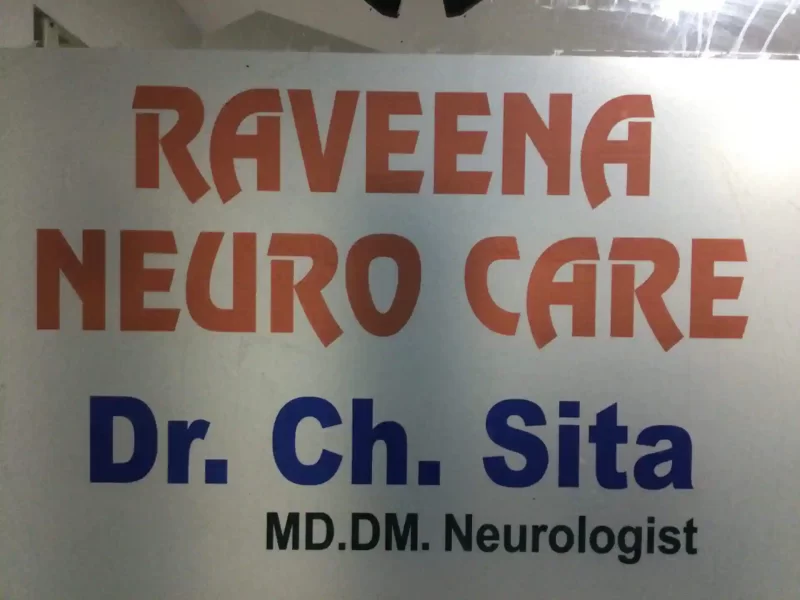 RAVEENA
NEURO CARE
Dr. Ch. Sita
MD.DM. Neurologist